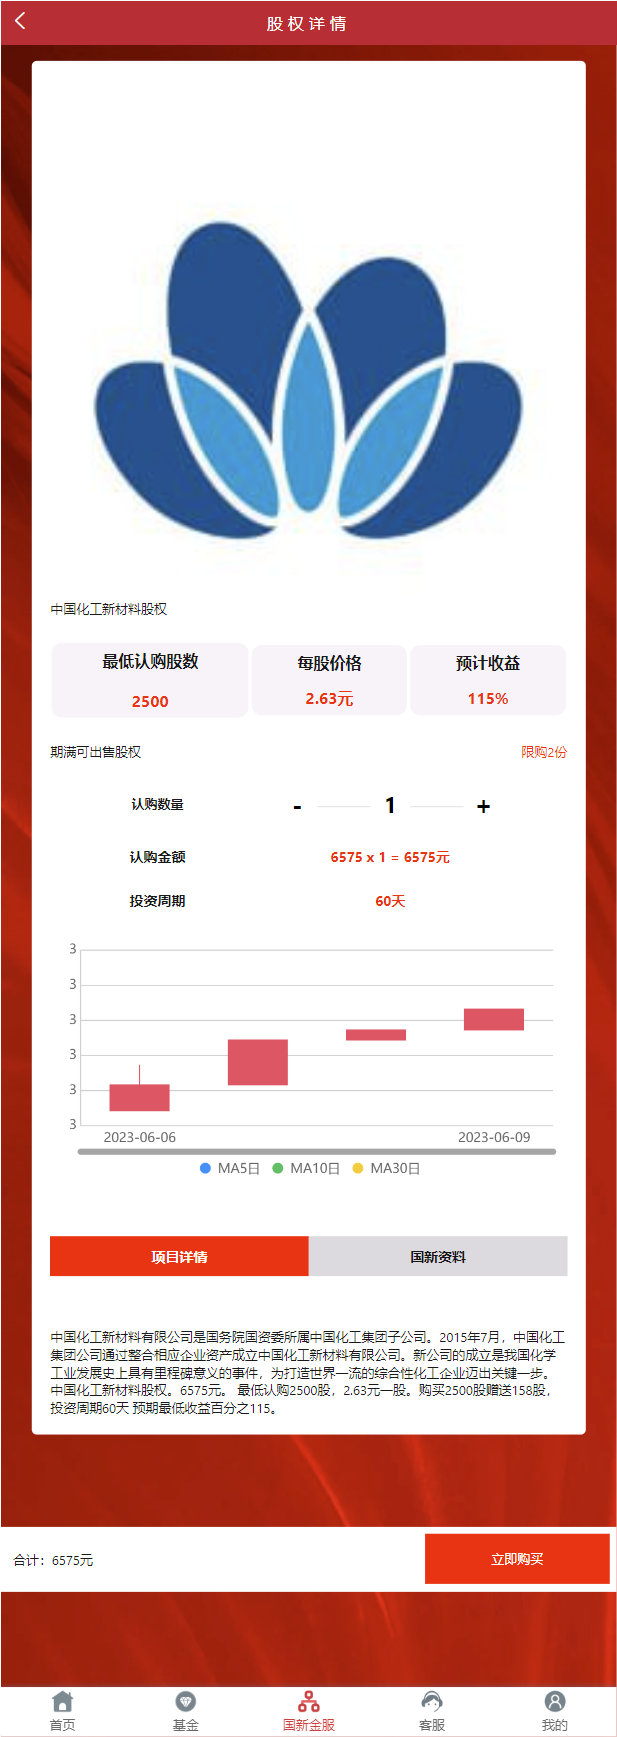 股权详情
中国化工新材料股权
最低认购股数 每股价格 预计收益
2500 2.63元 115%
期满可出售股权 限购2份
认购数量 - 1 +
认购金额 6575 x 1 = 6575元
投资周期 60天
3
3
3
3
3
3
2023-06-06 2023-06-09
MA5日 MA10日 MA30日
项目详情 国新资料
中国化工新材料有限公司是国务院国资委所属中国化工集团子公司。2015年7月，中国化工
集团公司通过整合相应企业资产成立中国化工新材料有限公司。新公司的成立是我国化学
工业发展史上具有里程碑意义的事件，为打造世界一流的综合性化工企业迈出关键一步。
中国化工新材料股权。6575元。 最低认购2500股，2.63元一股。购买2500股赠送158股，
投资周期60天 预期最低收益百分之115。
合计：6575元 立即购买
首页 基金 国新金服 客服 我的